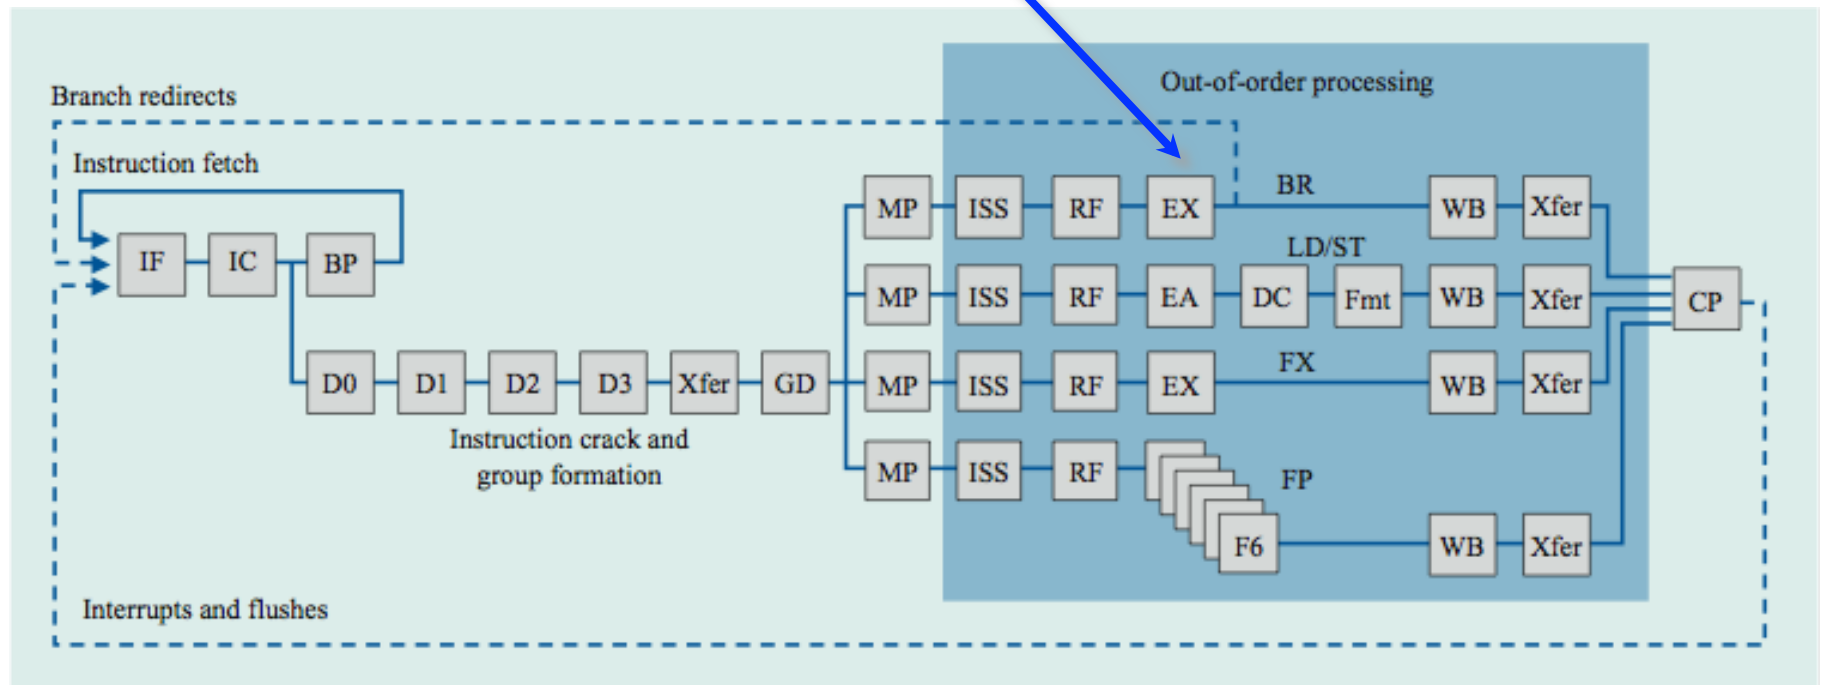 Out-of-order processing
Branch redirects
Instruction fetch
IF IC BP
MP ISS RF EX BR WB Xfer
LD/ST
MP ISS RF EA DC Fmt WB Xfer
CP
D0 D1 D2 D3 Xfer GD
MP ISS RF EX FX WB Xfer
Instruction crack and
group formation
MP ISS RF FP
F6 WB Xfer
Interrupts and flushes